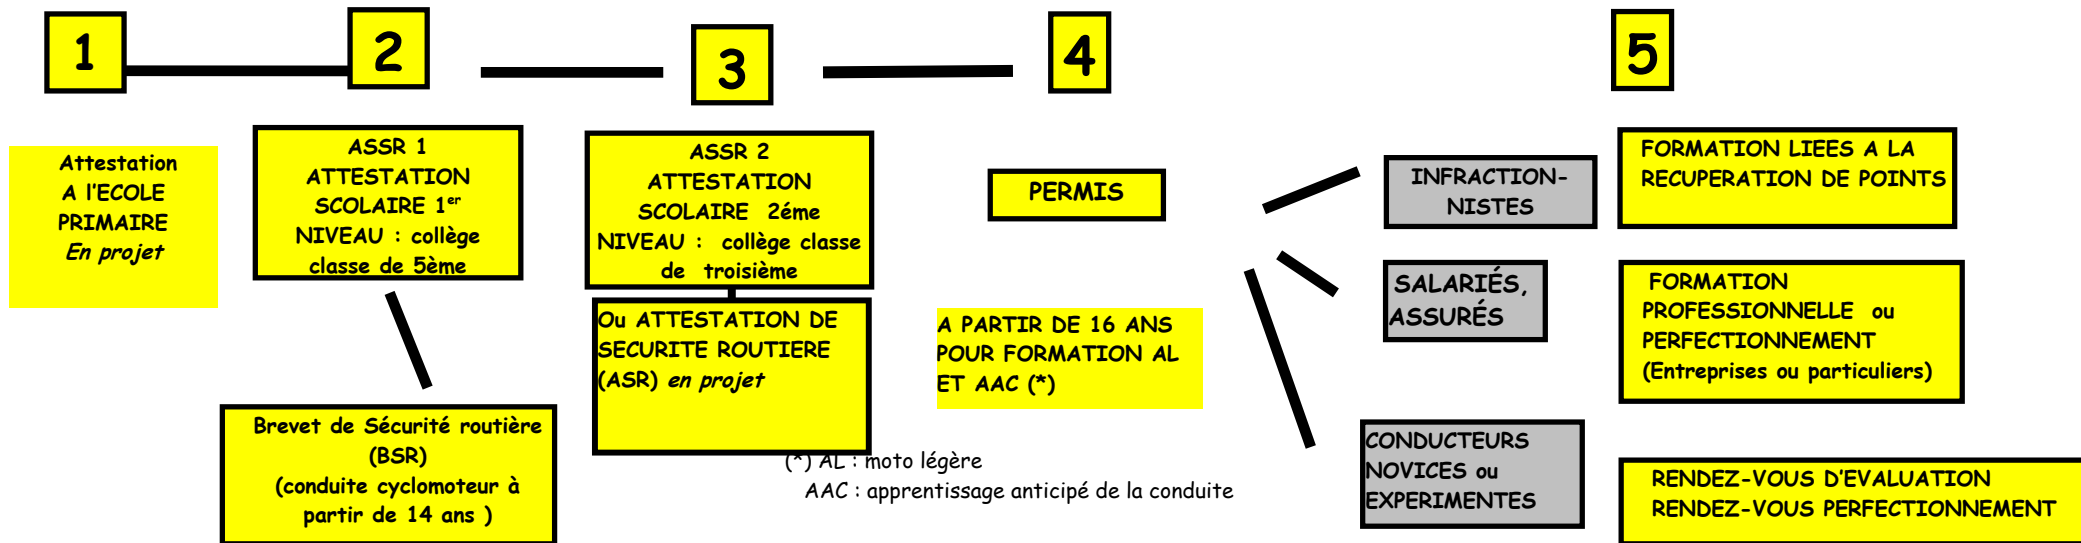 1
2
3
4
5
Attestation
A l'ECOLE
PRIMAIRE
En projet
ASSR 1
ATTESTATION
SCOLAIRE 1er
NIVEAU : collège
classe de 5ème
Brevet de Sécurité routière
(BSR)
(conduite cyclomoteur à
partir de 14 ans )
ASSR 2
ATTESTATION
SCOLAIRE 2éme
NIVEAU : collège classe
de troisième
Ou ATTESTATION DE
SECURITE ROUTIERE
(ASR) en projet
PERMIS
A PARTIR DE 16 ANS
POUR FORMATION AL
ET AAC (*)
(*) AL : moto légère
AAC : apprentissage anticipé de la conduite
INFRACTION-
NISTES
FORMATION LIEES A LA
RECUPERATION DE POINTS
SALARIÉS,
ASSURÉS
FORMATION
PROFESSIONNELLE ou
PERFECTIONNEMENT
(Entreprises ou particuliers)
CONDUCTEURS
NOVICES ou
EXPERIMENTES
RENDEZ-VOUS D'EVALUATION
RENDEZ-VOUS PERFECTIONNEMENT